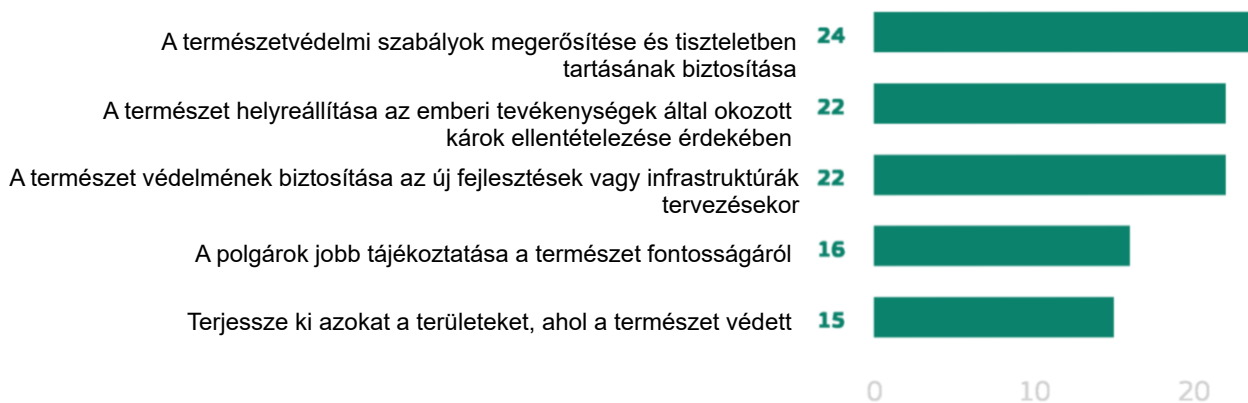 A természetvédelmi szabályok megerősítése és tiszteletben
tartásának biztosítása
24
A természet helyreállítása az emberi tevékenységek által okozott
károk ellentételezése érdekében
22
A természet védelmének biztosítása az új fejlesztések vagy infrastruktúrák
tervezésekor
22
A polgárok jobb tájékoztatása a természet fontosságáról
16
Terjessze ki azokat a területeket, ahol a természet védett
15
0 10 20